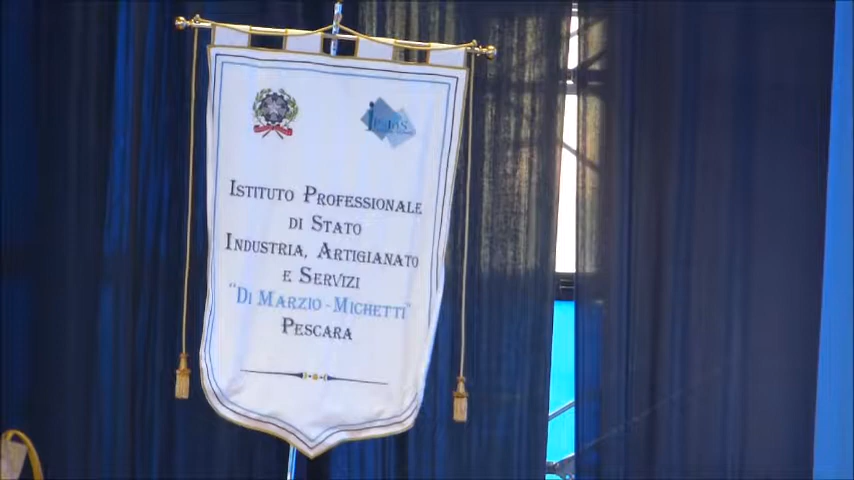 Istituto Professionale
di Stato
Industria, Artigianato
e Servizi
"Di Marzio - Michetti"
Pescara